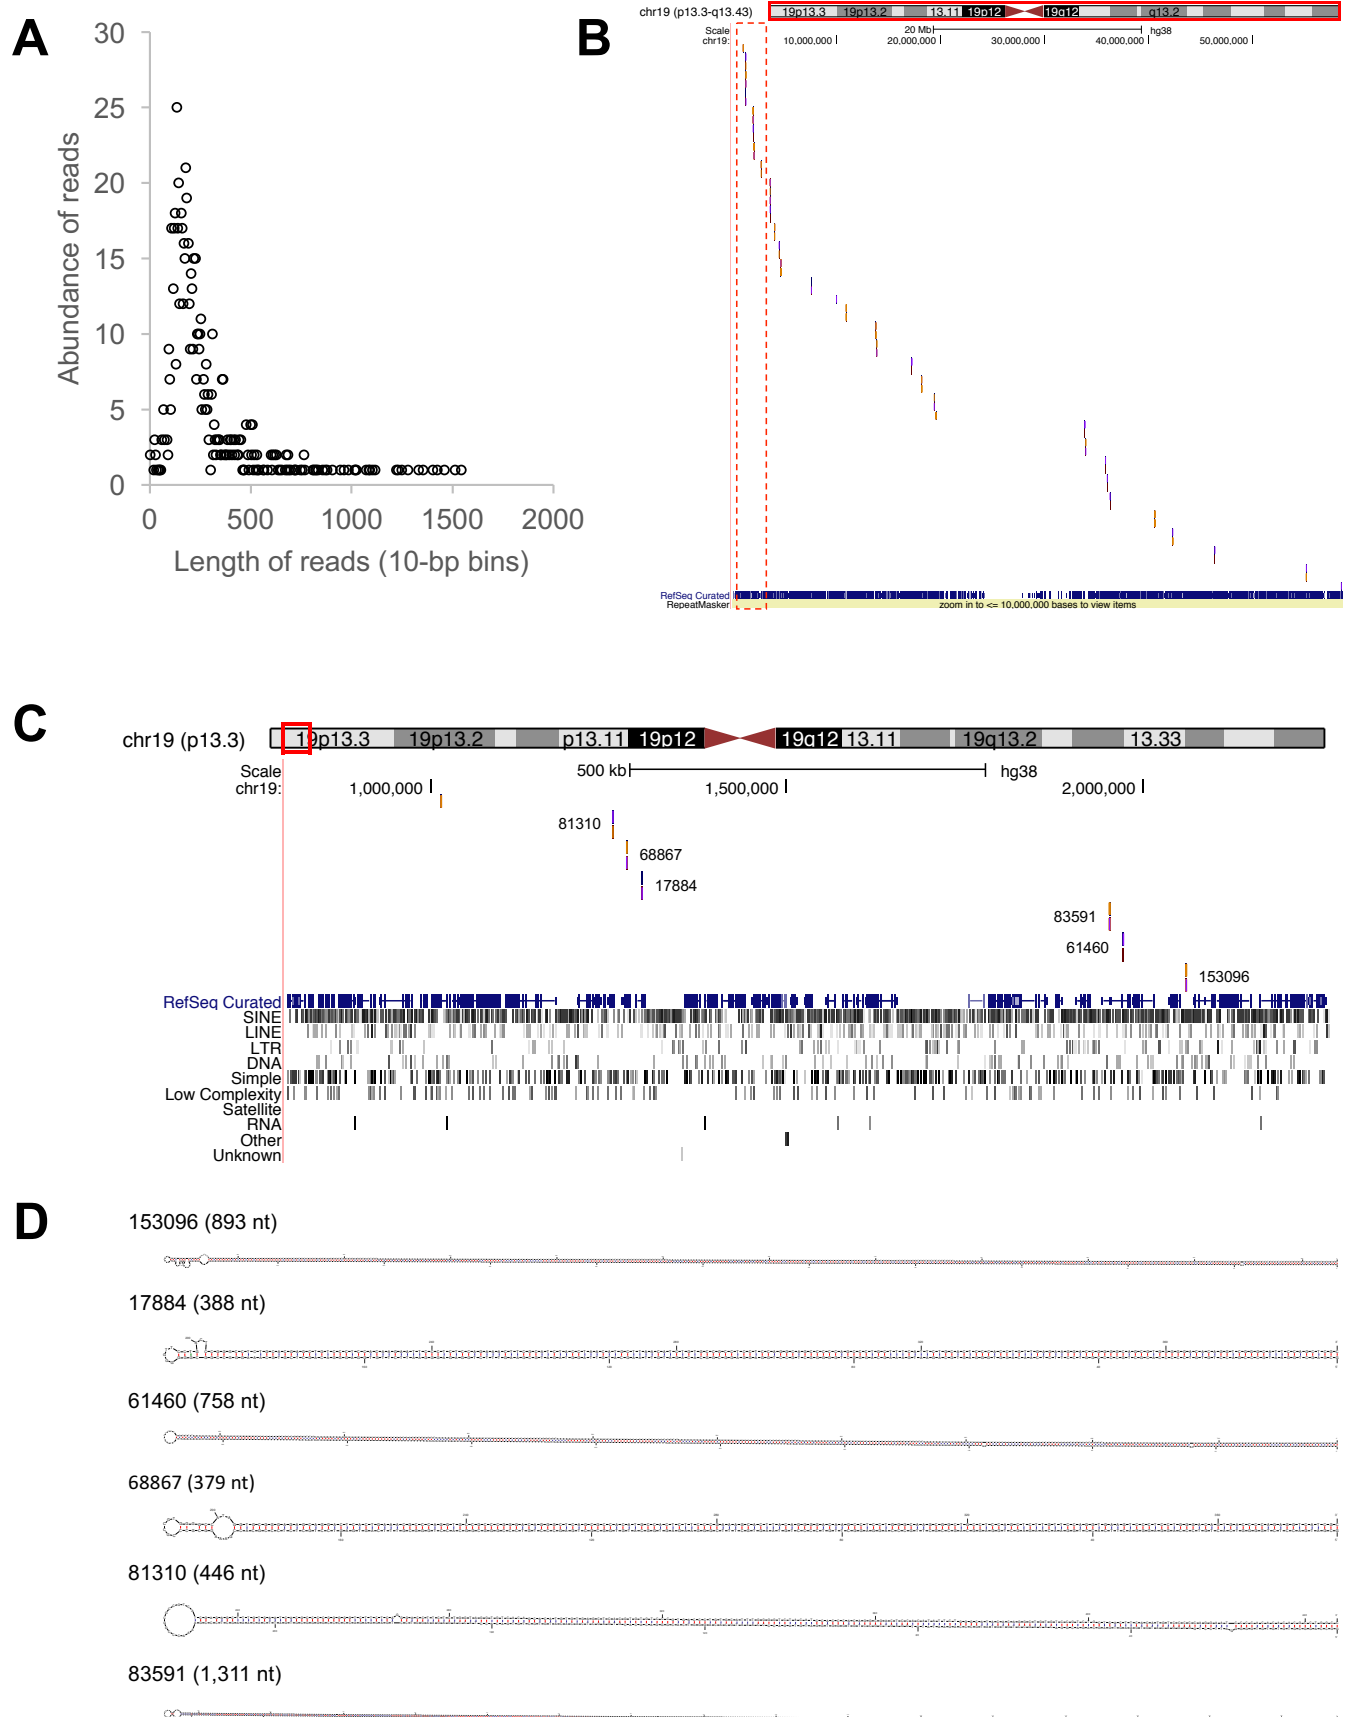 A
30
25
20
15
10
5
0
Abundance of reads
0 500 1000 1500 2000
Length of reads (10-bp bins)
B
chr19 (p13.3-q13.43) 19p13.3 19p13.2 13.11 19p12 19q12 q13.2
Scale 20 Mb hg38
chr19: 10,000,000 20,000,000 30,000,000 40,000,000 50,000,000
RefSeq Curated
RepeatMasker zoom in to <= 10,000,000 bases to view items
C
chr19 (p13.3) 19p13.3 19p13.2 p13.11 19p12 19q12 13.11 19q13.2 13.33
Scale 500 kb hg38
chr19: 1,000,000 1,500,000 2,000,000
81310
68867
17884
83591
61460
153096
RefSeq Curated
SINE
LINE
LTR
DNA
Simple
Low Complexity
Satellite
RNA
Other
Unknown
D
153096 (893 nt)
17884 (388 nt)
61460 (758 nt)
68867 (379 nt)
81310 (446 nt)
83591 (1,311 nt)